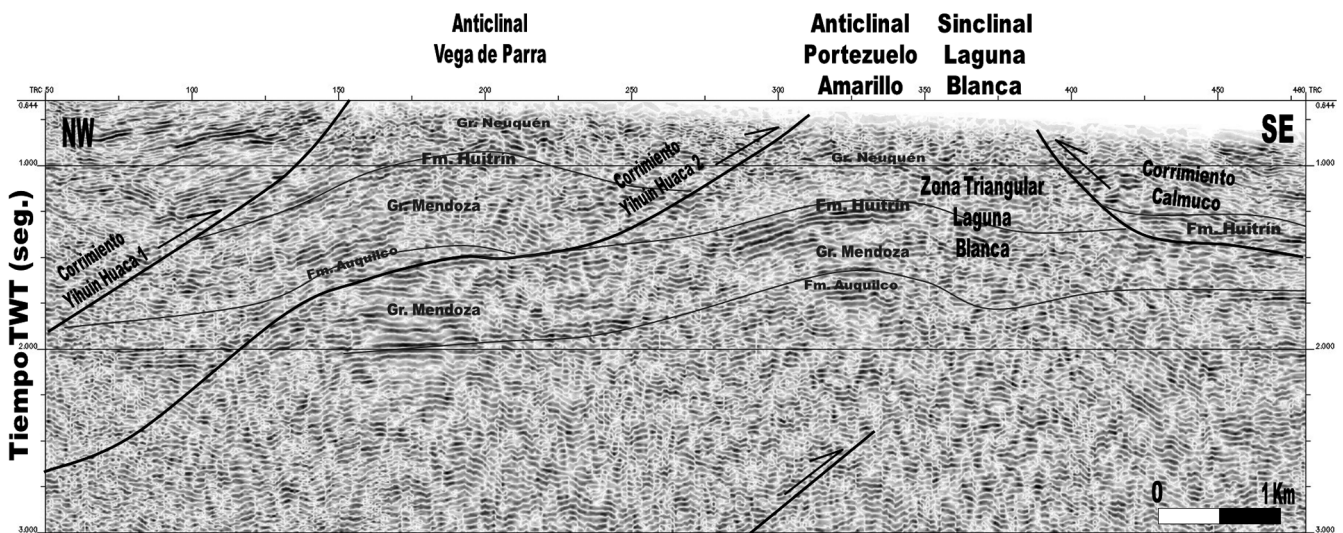 Anticlinal
Vega de Parra
Anticlinal
Portezuelo
Amarillo
Sinclinal
Laguna
Blanca
TRC 50
100
150
200
250
300
350
400
450
480 TRC
0.644
0.644
NW
SE
Gr. Neuquén
Fm. Huitrín
Gr. Mendoza
Corrimiento
Yihuin Huaca 1
Fm. Auquilco
Gr. Mendoza
Corrimiento
Yihuin Huaca 2
Gr. Neuquén
Fm. Huitrín
Gr. Mendoza
Fm. Auquilco
Zona Triangular
Laguna
Blanca
Corrimiento
Calmuco
Fm. Huitrín
1.000
1.000
2.000
2.000
3.000
3.000
Tiempo TWT (seg.)
0 1 Km